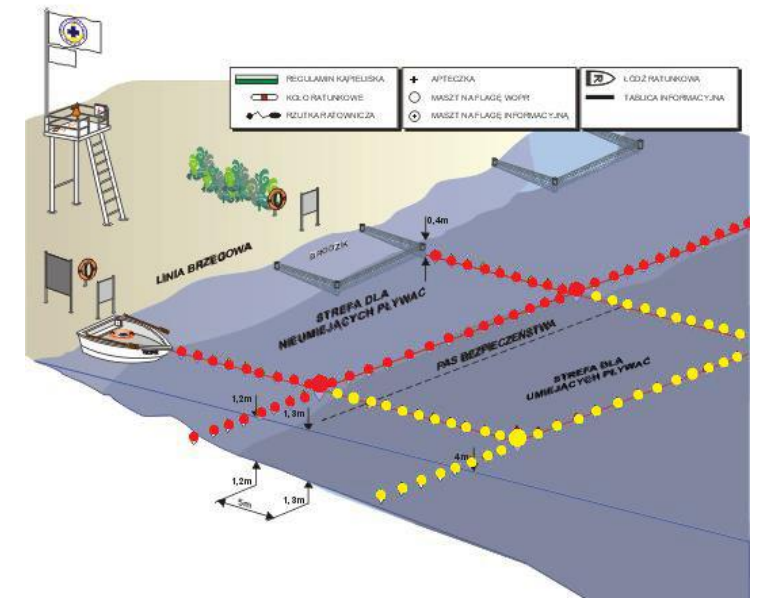 REGULAMIN KĄPIELISKA
KOŁO RATUNKOWE
RZUTKA RATOWNICZA
APTECZKA
MASZT NA FLAGĘ WOPR
MASZT NA FLAGĘ INFORMACYJNĄ
R
ŁÓDŹ RATUNKOWA
TABLICA INFORMACYJNA
0,4m
BRODZIK
LINIA BRZEGOWA
STREFA DLA
NIEUMIEJĄCYCH PŁYWAĆ
PAS BEZPIECZEŃSTWA
STREFA DLA
UMIEJĄCYCH PŁYWAĆ
1,2m
1,3m
4m
1,2m
1,3m
5m